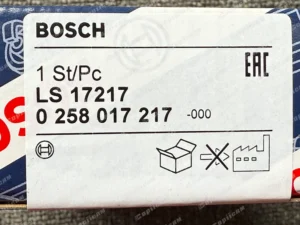 BOSCH
1 St/Pc
EAC
LS 17217
0 258 017 217 -000